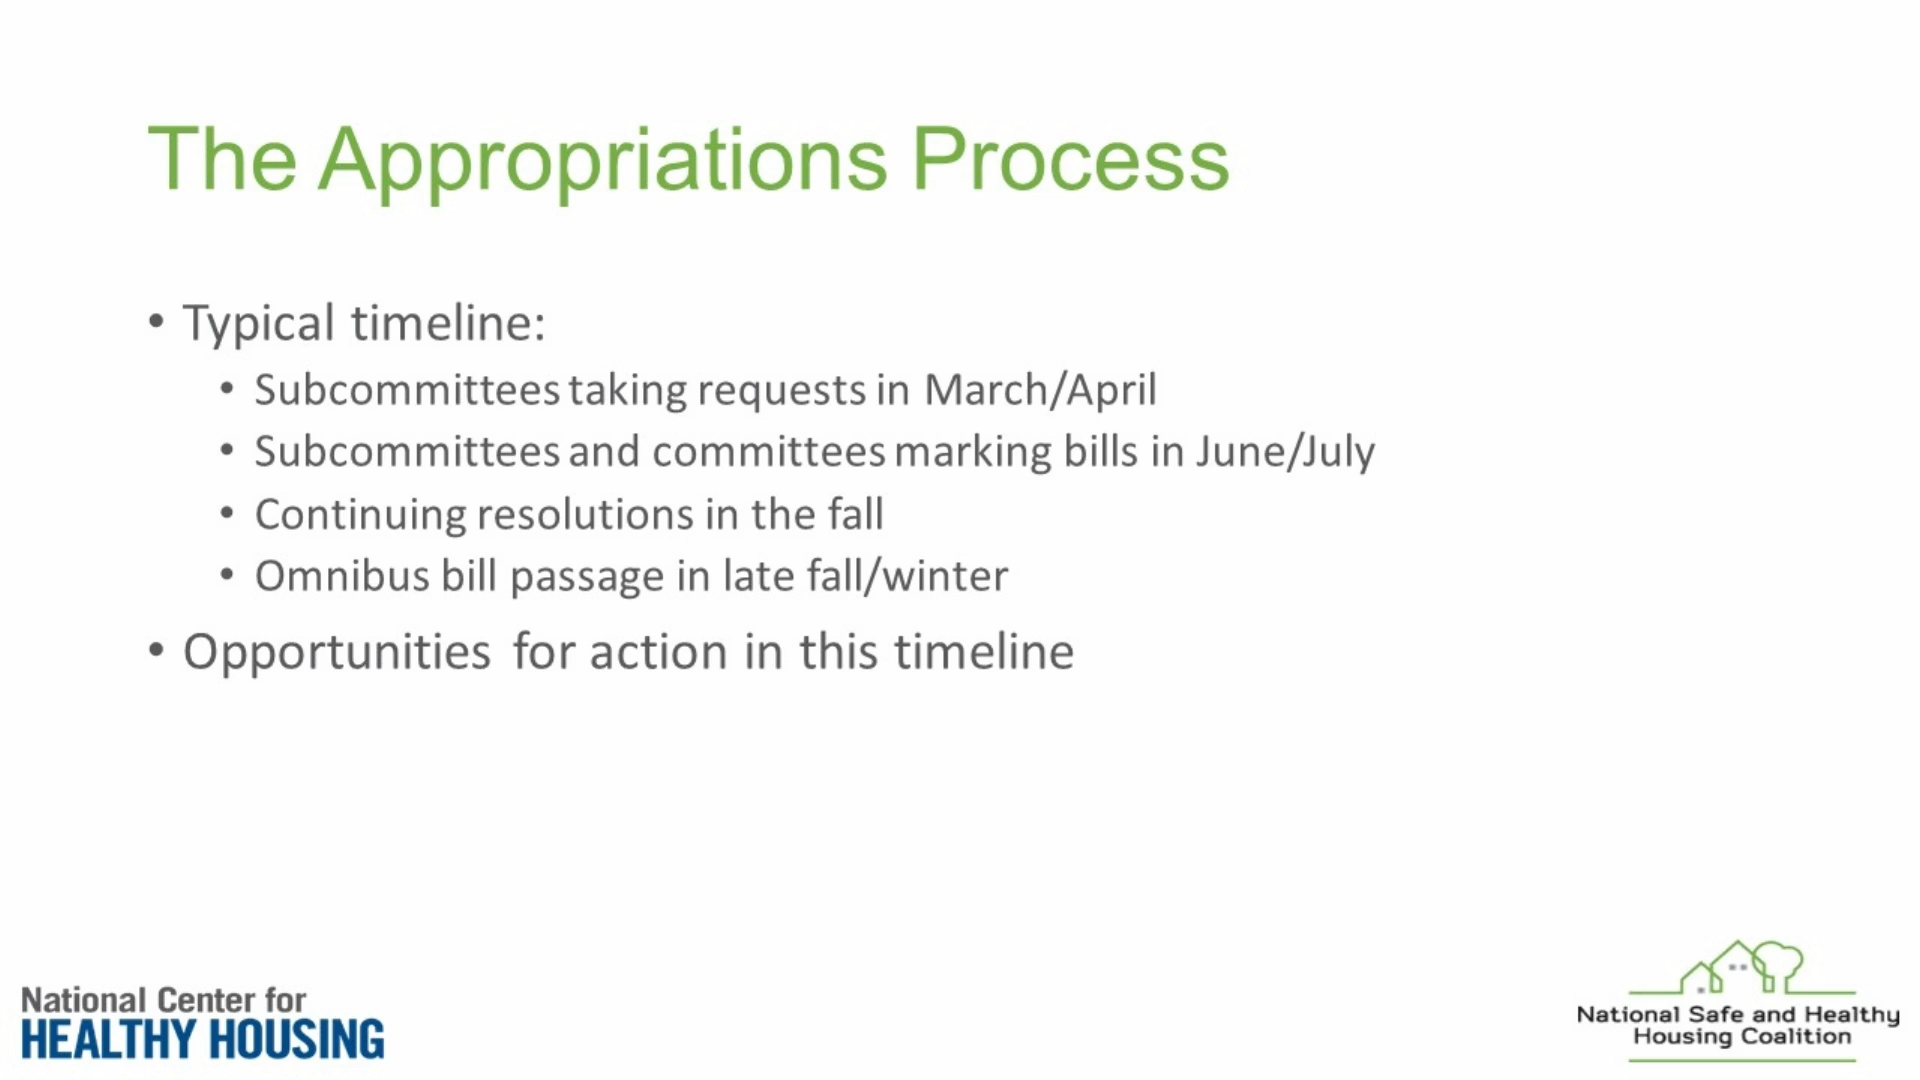 The Appropriations Process
• Typical timeline:
• Subcommittees taking requests in March/April
• Subcommittees and committees marking bills in June/July
• Continuing resolutions in the fall
• Omnibus bill passage in late fall/winter
• Opportunities for action in this timeline
National Center for
HEALTHY HOUSING
National Safe and Healthy
Housing Coalition